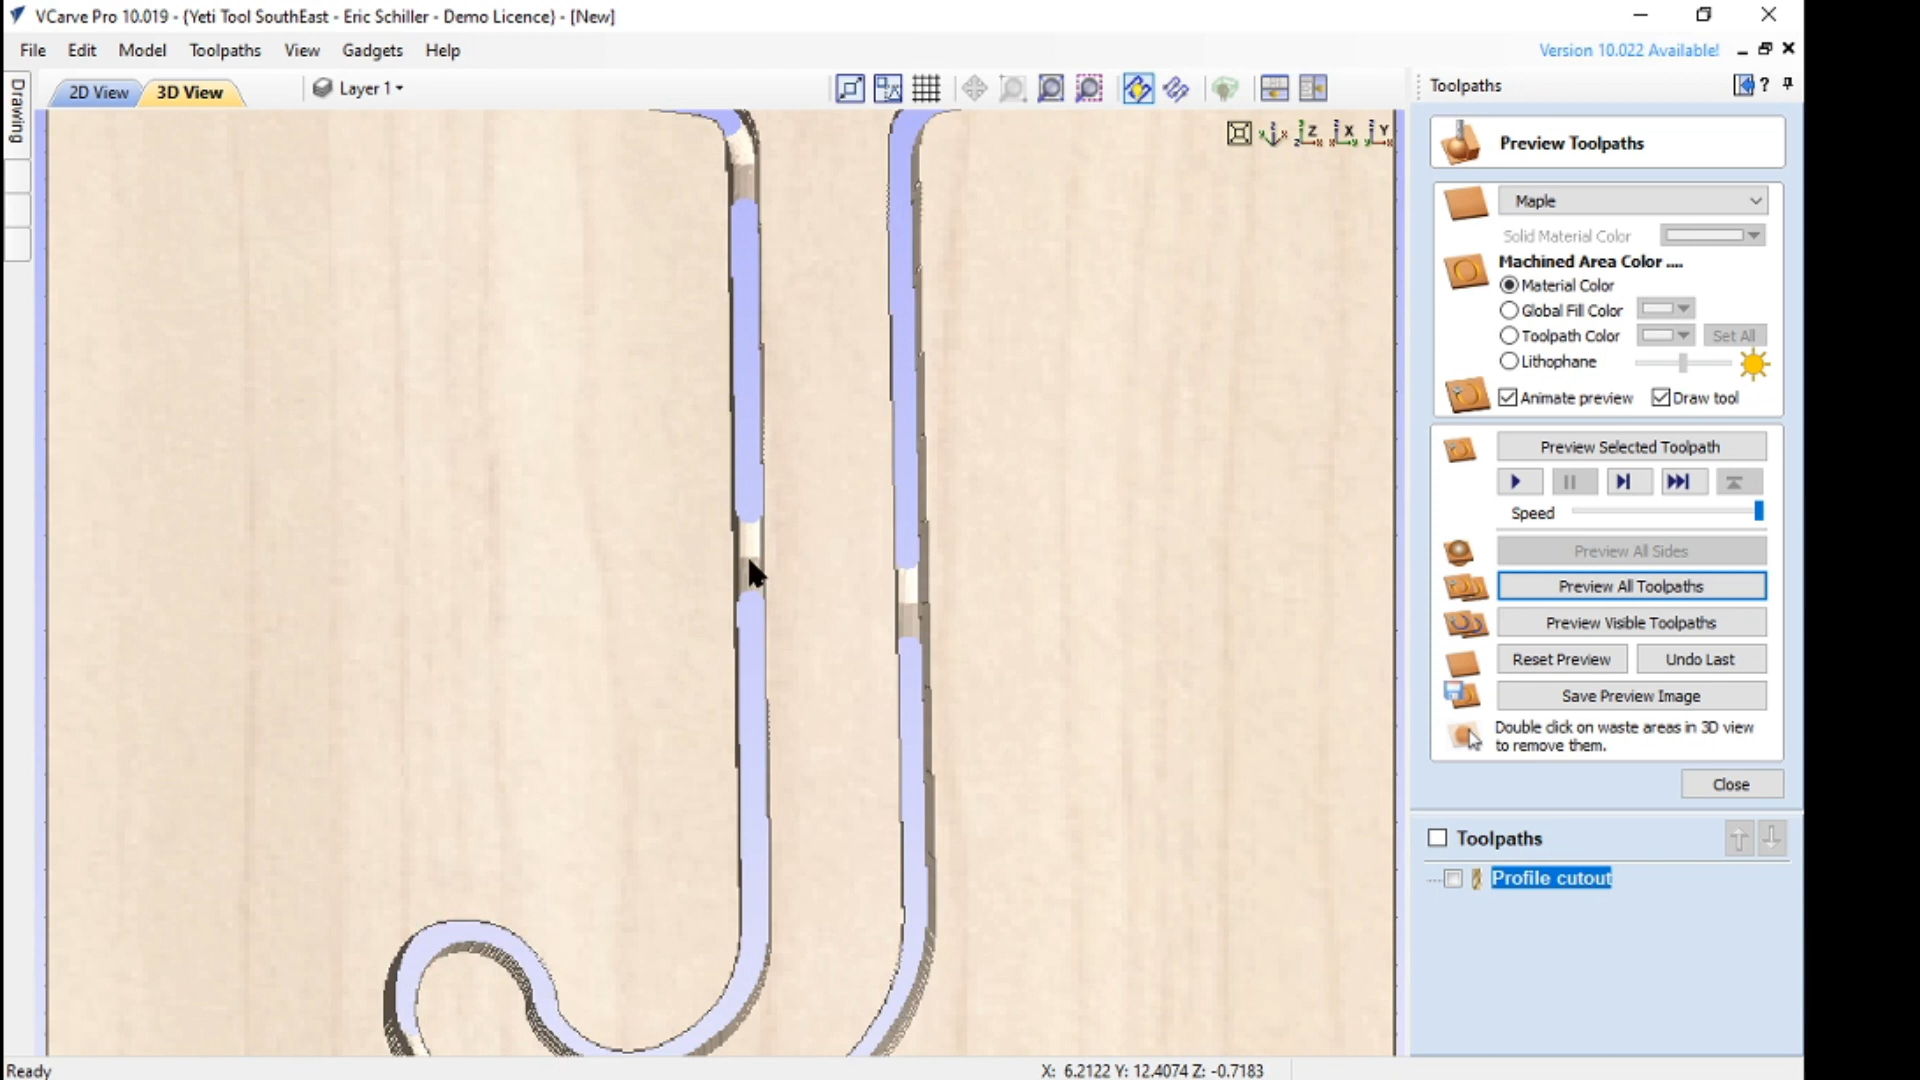 VCarve Pro 10.019 - {Yeti Tool SouthEast - Eric Schiller - Demo Licence} - [New]
File Edit Model Toolpaths View Gadgets Help
Version 10.022 Available!
Drawing
2D View 3D View
Layer 1
Toolpaths
Z X Y
Preview Toolpaths
Maple
Solid Material Color
Machined Area Color ....
Material Color
Global Fill Color
Toolpath Color Set All
Lithophane
Animate preview Draw tool
Preview Selected Toolpath
Speed
Preview All Sides
Preview All Toolpaths
Preview Visible Toolpaths
Reset Preview Undo Last
Save Preview Image
Double click on waste areas in 3D view
to remove them.
Close
Toolpaths
Profile cutout
Ready
X: 6.2122 Y: 12.4074 Z: -0.7183